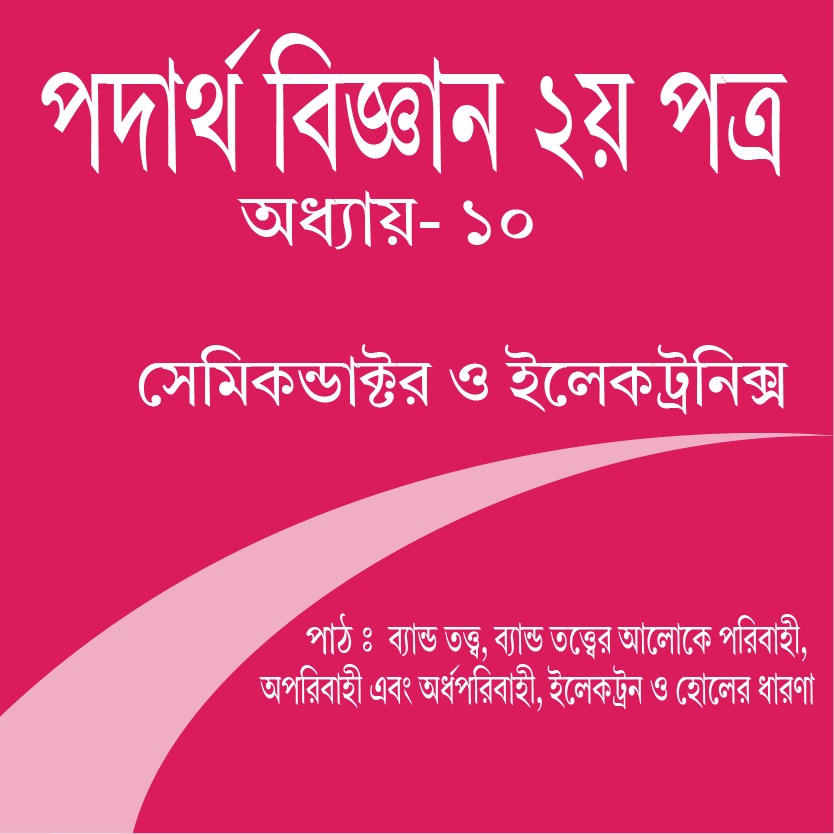 পদার্থ বিজ্ঞান ২য় পত্র
অধ্যায়- ১০
সেমিকন্ডাক্টর ও ইলেকট্রনিক্স
পাঠ ঃ ব্যান্ড তত্ত্ব, ব্যান্ড তত্ত্বের আলোকে পরিবাহী,
অপরিবাহী এবং অর্ধপরিবাহী, ইলেকট্রন ও হোলের ধারণা